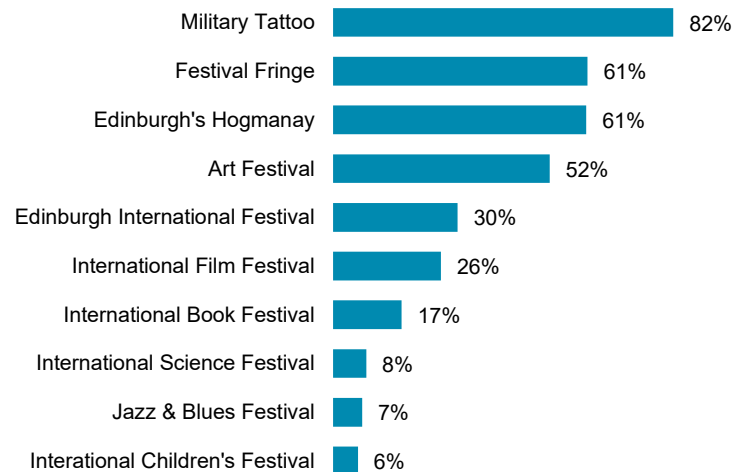 Military Tattoo 82%
Festival Fringe 61%
Edinburgh's Hogmanay 61%
Art Festival 52%
Edinburgh International Festival 30%
International Film Festival 26%
International Book Festival 17%
International Science Festival 8%
Jazz & Blues Festival 7%
Interational Children's Festival 6%